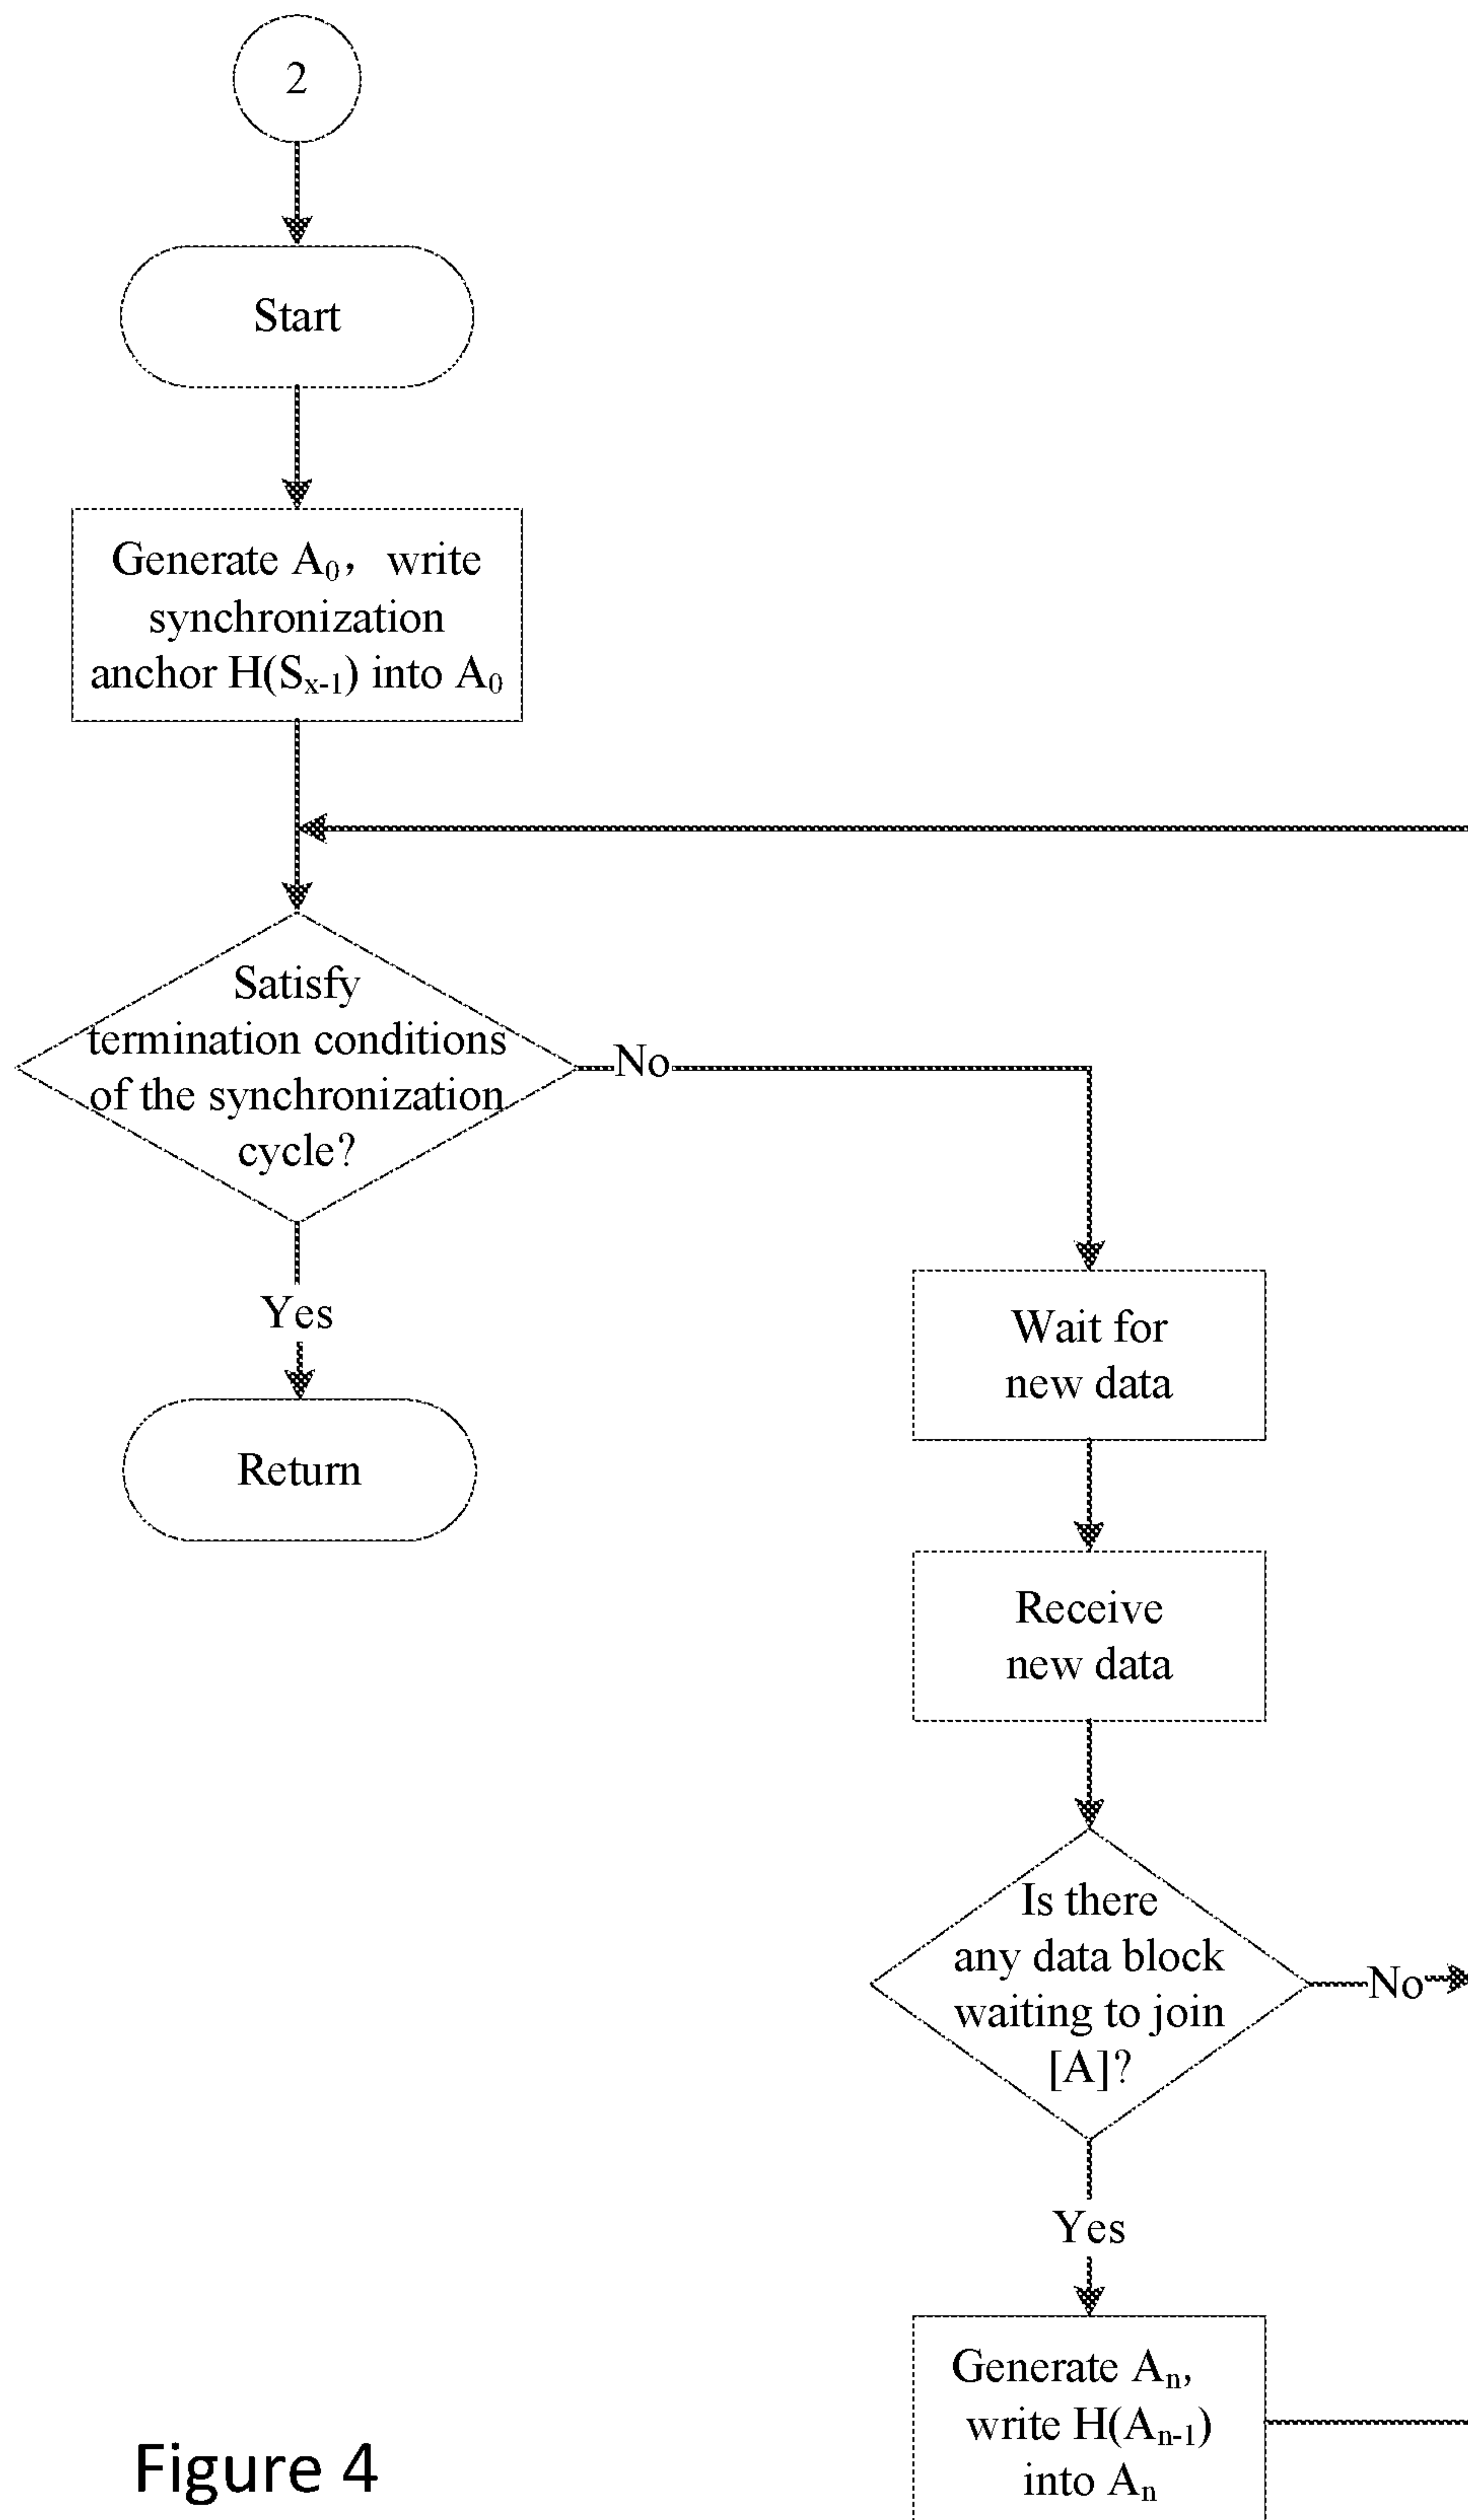 2
Start
Generate A₀， write
synchronization
anchor H(Sₓ₋₁) into A₀
Satisfy
termination conditions
of the synchronization
cycle?
No
Yes
Return
Wait for
new data
Receive
new data
Is there
any data block
waiting to join
[A]?
No
Yes
Generate Aₙ,
write H(Aₙ₋₁)
into Aₙ
Figure 4